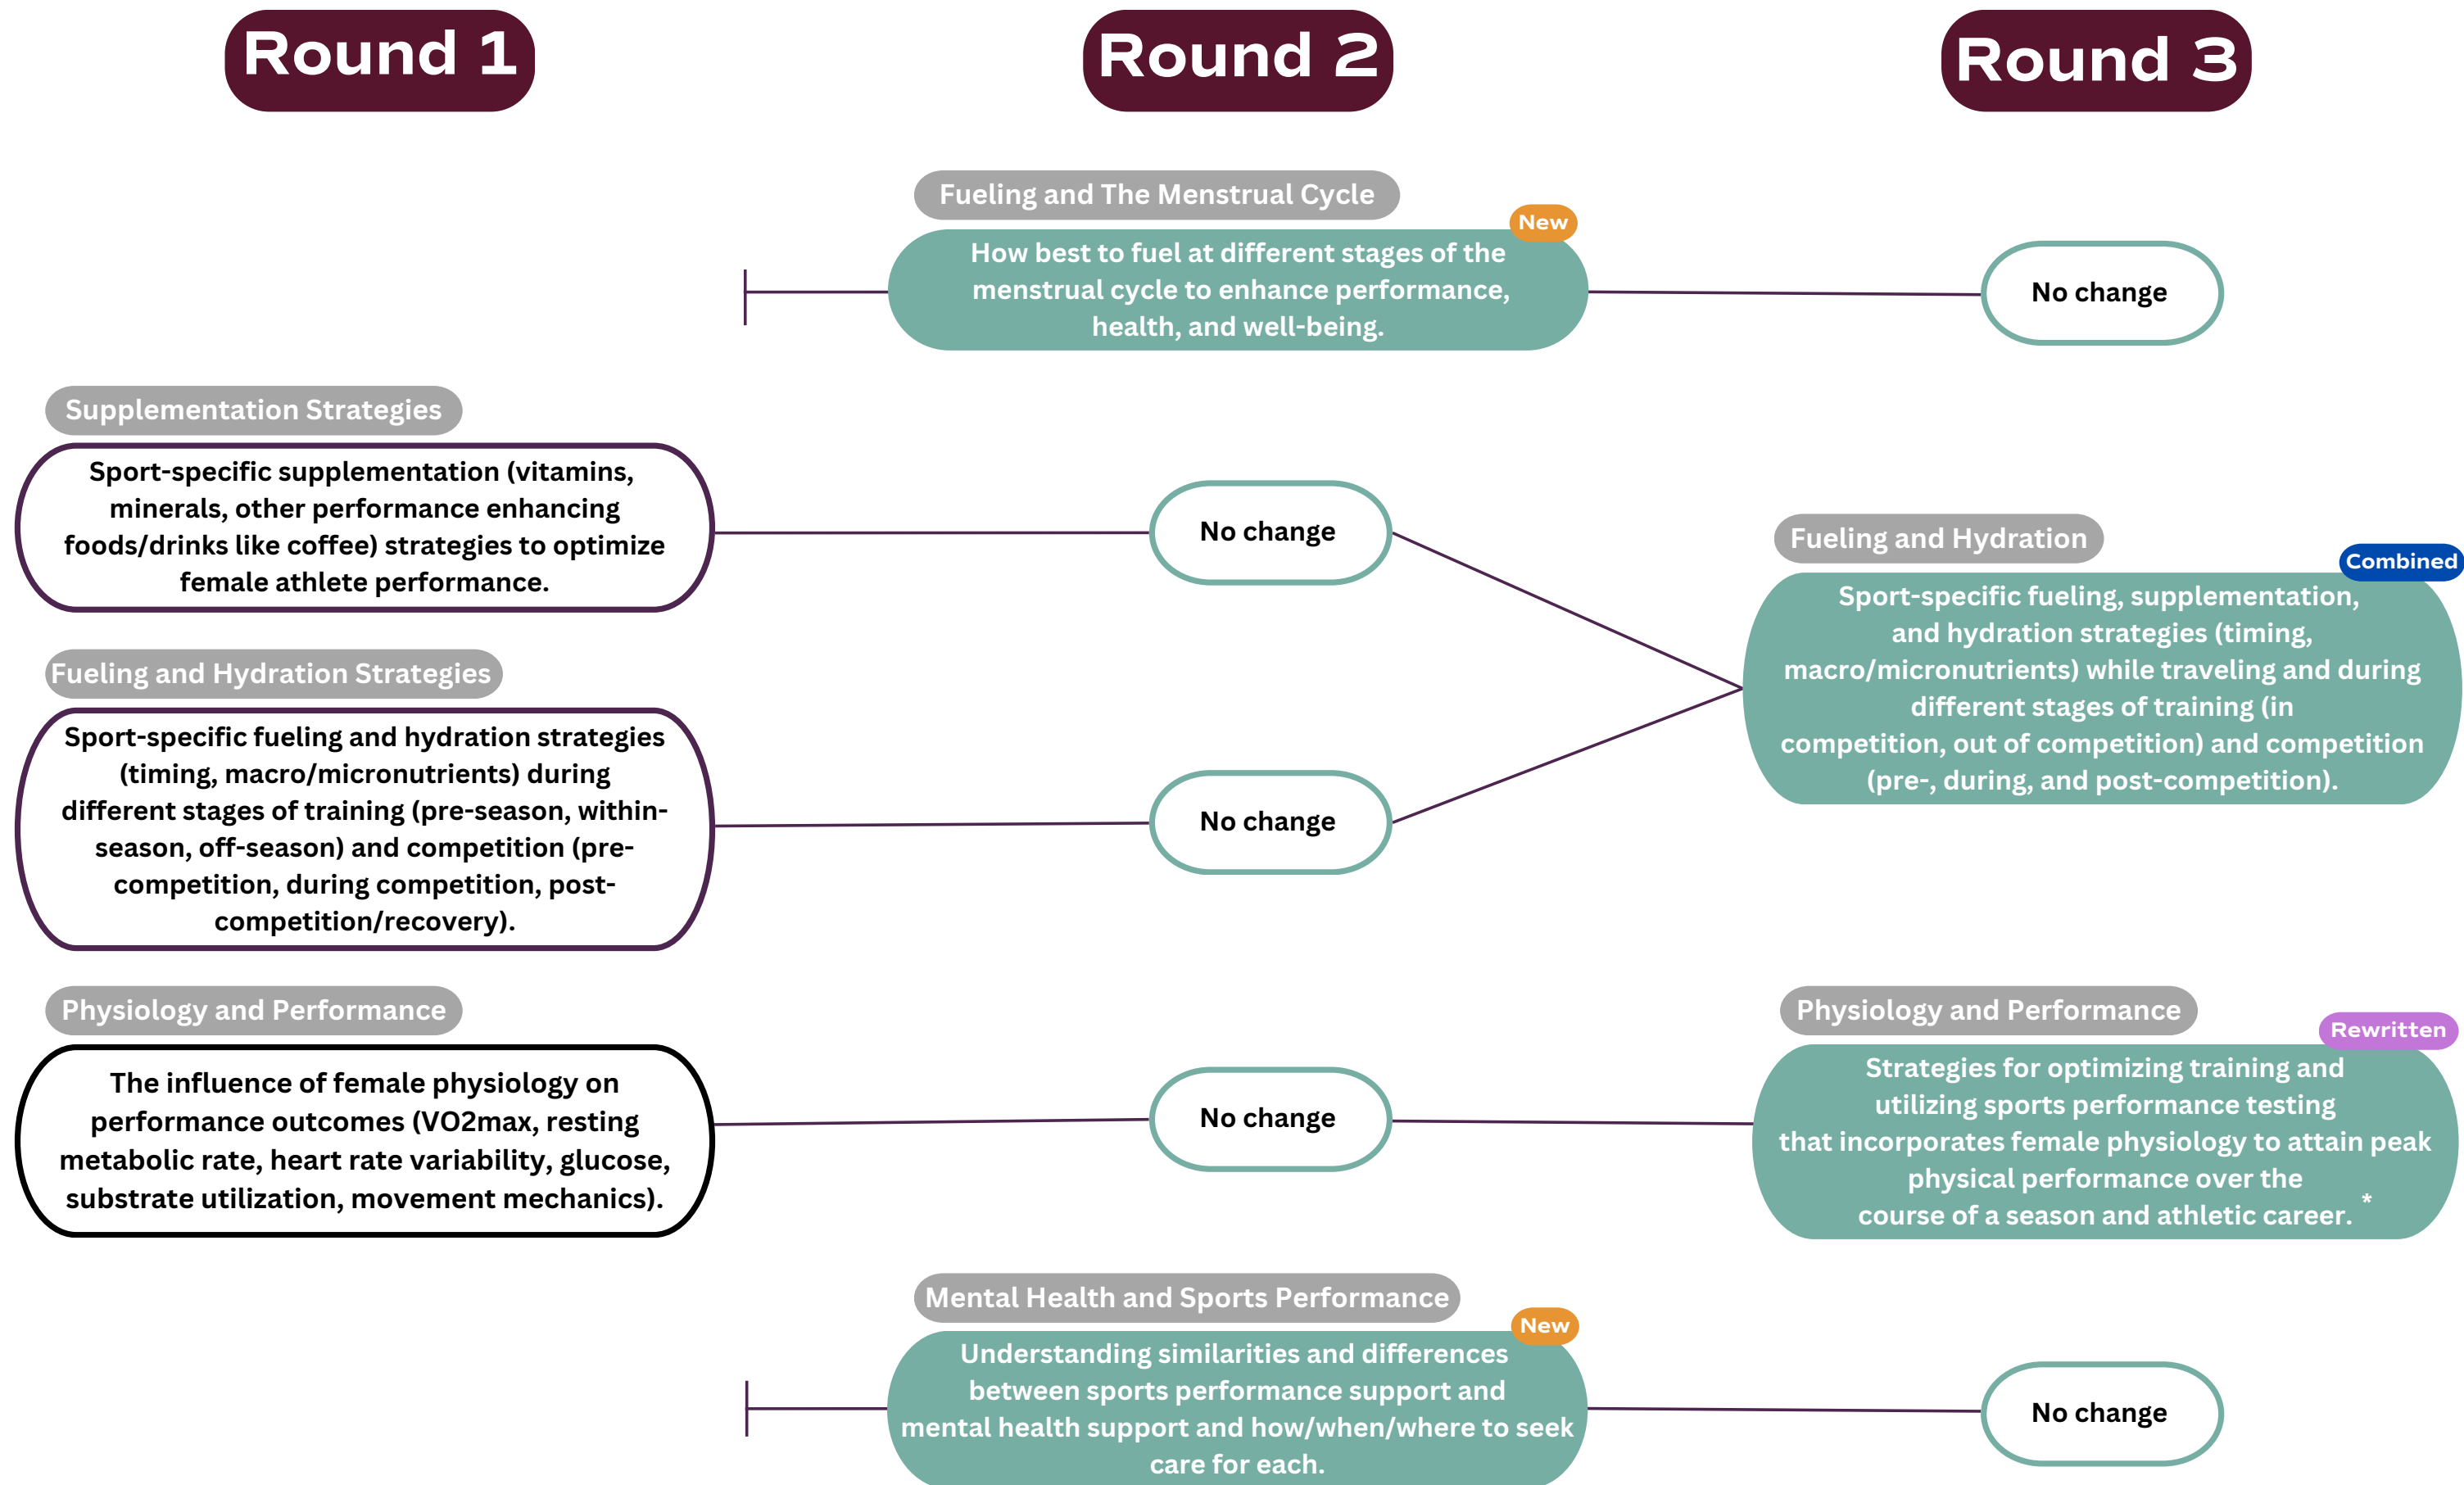 Round 1
Round 2
Round 3
Fueling and The Menstrual Cycle
New
How best to fuel at different stages of the
menstrual cycle to enhance performance,
health, and well-being.
No change
Supplementation Strategies
Sport-specific supplementation (vitamins,
minerals, other performance enhancing
foods/drinks like coffee) strategies to optimize
female athlete performance.
No change
Fueling and Hydration Strategies
Sport-specific fueling and hydration strategies
(timing, macro/micronutrients) during
different stages of training (pre-season, within-
season, off-season) and competition (pre-
competition, during competition, post-
competition/recovery).
No change
Fueling and Hydration
Combined
Sport-specific fueling, supplementation,
and hydration strategies (timing,
macro/micronutrients) while traveling and during
different stages of training (in
competition, out of competition) and competition
(pre-, during, and post-competition).
Physiology and Performance
The influence of female physiology on
performance outcomes (VO2max, resting
metabolic rate, heart rate variability, glucose,
substrate utilization, movement mechanics).
No change
Physiology and Performance
Rewritten
Strategies for optimizing training and
utilizing sports performance testing
that incorporates female physiology to attain peak
physical performance over the
course of a season and athletic career. *
Mental Health and Sports Performance
New
Understanding similarities and differences
between sports performance support and
mental health support and how/when/where to seek
care for each.
No change